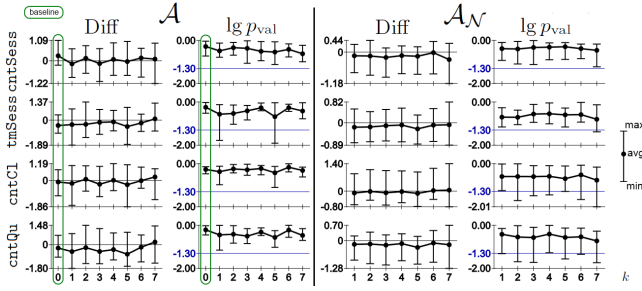 baseline
𝒜
𝒜_𝒩
Diff
lg p_val
Diff
lg p_val
cntSess
1.09
0
-1.22
0.00
-1.30
-2.00
0.44
0
-1.18
0.00
-1.30
-2.00
tmSess
1.37
0
-1.89
0.00
-1.30
-2.00
0.82
0
-1.89
0.00
-1.30
-2.00
cntCl
1.19
0
-1.86
0.00
-1.30
-2.00
1.40
0
-0.80
0.00
-1.30
-2.00
cntQu
1.48
0
-1.80
0.00
-1.30
-2.00
0.70
0
-1.28
0.00
-1.30
-2.00
0 1 2 3 4 5 6 7
0 1 2 3 4 5 6 7
1 2 3 4 5 6 7
1 2 3 4 5 6 7
max
avg
min
k